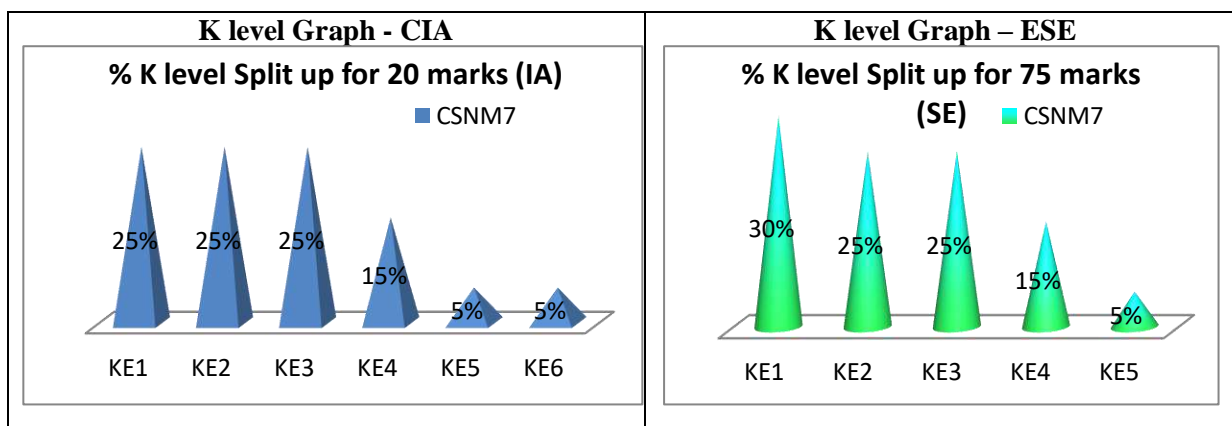 K level Graph - CIA
% K level Split up for 20 marks (IA)
CSNM7
25% 25% 25% 15% 5% 5%
KE1 KE2 KE3 KE4 KE5 KE6
K level Graph – ESE
% K level Split up for 75 marks
(SE) CSNM7
30% 25% 25% 15% 5%
KE1 KE2 KE3 KE4 KE5